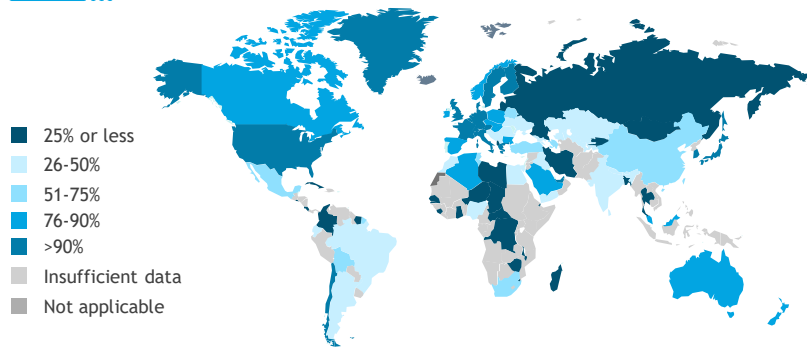 25% or less
26-50%
51-75%
76-90%
>90%
Insufficient data
Not applicable